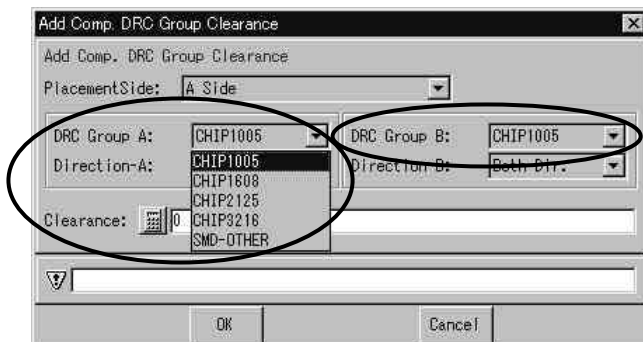 Add Comp. DRC Group Clearance
Add Comp. DRC Group Clearance
PlacementSide: A Side
DRC Group A: CHIP1005 DRC Group B: CHIP1005
Direction-A: CHIP1005 Direction B: Both Dir.
CHIP1608
CHIP2125
Clearance: 0 CHIP3216
SMD-OTHER
OK Cancel